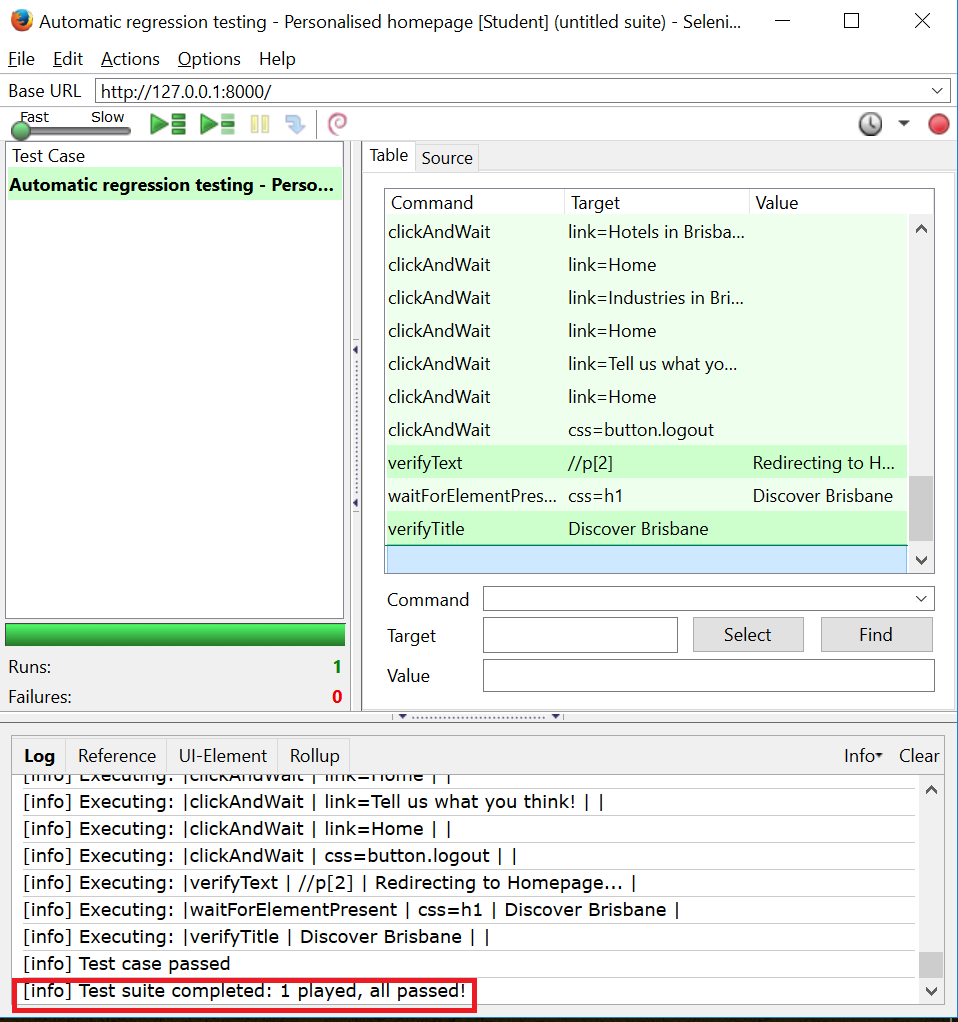 Automatic regression testing - Personalised homepage [Student] (untitled suite) - Seleni...
File Edit Actions Options Help
Base URL http://127.0.0.1:8000/
Fast Slow
Test Case
Automatic regression testing - Perso...
Table Source
Command Target Value
clickAndWait link=Hotels in Brisba...
clickAndWait link=Home
clickAndWait link=Industries in Bri...
clickAndWait link=Home
clickAndWait link=Tell us what yo...
clickAndWait link=Home
clickAndWait css=button.logout
verifyText //p[2] Redirecting to H...
waitForElementPres... css=h1 Discover Brisbane
verifyTitle Discover Brisbane
Command
Target Select Find
Value
Runs: 1
Failures: 0
Log Reference UI-Element Rollup Info Clear
[info] Executing: |clickAndWait | link=Home | |
[info] Executing: |clickAndWait | link=Tell us what you think! | |
[info] Executing: |clickAndWait | link=Home | |
[info] Executing: |clickAndWait | css=button.logout | |
[info] Executing: |verifyText | //p[2] | Redirecting to Homepage... |
[info] Executing: |waitForElementPresent | css=h1 | Discover Brisbane |
[info] Executing: |verifyTitle | Discover Brisbane | |
[info] Test case passed
[info] Test suite completed: 1 played, all passed!